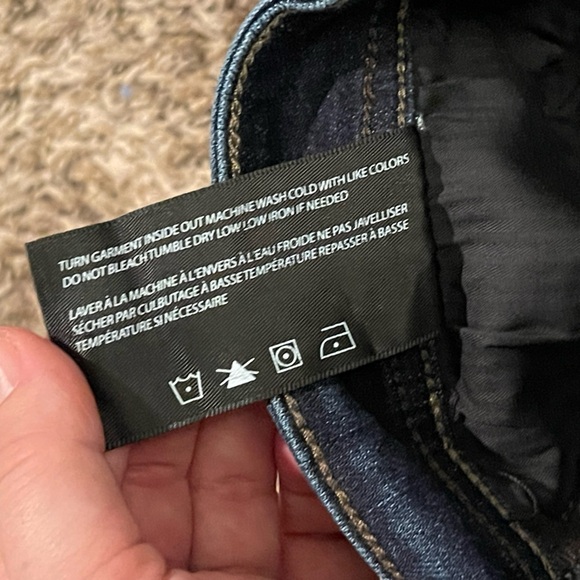 TURN GARMENT INSIDE OUT MACHINE WASH COLD WITH LIKE COLORS
DO NOT BLEACH TUMBLE DRY LOW LOW IRON IF NEEDED
LAVER À LA MACHINE À L'ENVERS À L'EAU FROIDE NE PAS JAVELLISER
SÉCHER PAR CULBUTAGE À BASSE TEMPÉRATURE REPASSER À BASSE
TEMPÉRATURE SI NÉCESSAIRE